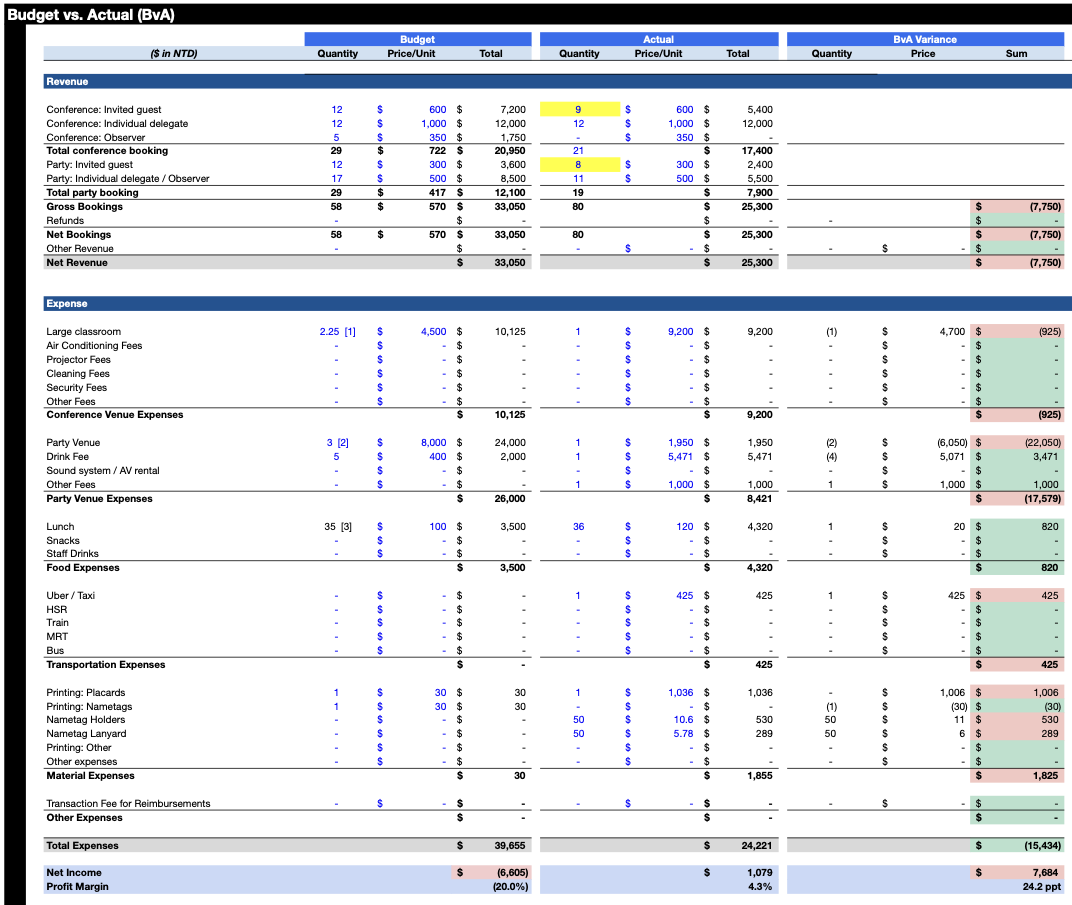 Budget vs. Actual (BvA)
Budget Actual BvA Variance
($ in NTD) Quantity Price/Unit Total Quantity Price/Unit Total Quantity Price Sum
Revenue
Conference: Invited guest 12 $ 600 $ 7,200 9 $ 600 $ 5,400
Conference: Individual delegate 12 $ 1,000 $ 12,000 12 $ 1,000 $ 12,000
Conference: Observer 5 $ 350 $ 1,750 - $ 350 $ -
Total conference booking 29 $ 722 $ 20,950 21 $ 17,400
Party: Invited guest 12 $ 300 $ 3,600 8 $ 300 $ 2,400
Party: Individual delegate / Observer 17 $ 500 $ 8,500 11 $ 500 $ 5,500
Total party booking 29 $ 417 $ 12,100 19 $ 7,900
Gross Bookings 58 $ 570 $ 33,050 80 $ 25,300 $ (7,750)
Refunds - $ - $ - - $ -
Net Bookings 58 $ 570 $ 33,050 80 $ 25,300 $ (7,750)
Other Revenue - $ - - $ - $ - - $ - $ -
Net Revenue $ 33,050 $ 25,300 $ (7,750)
Expense
Large classroom 2.25 [1] $ 4,500 $ 10,125 1 $ 9,200 $ 9,200 (1) $ 4,700 $ (925)
Air Conditioning Fees - $ - $ - - $ - $ - - $ - $ -
Projector Fees - $ - $ - - $ - $ - - $ - $ -
Cleaning Fees - $ - $ - - $ - $ - - $ - $ -
Security Fees - $ - $ - - $ - $ - - $ - $ -
Other Fees - $ - $ - - $ - $ - - $ - $ -
Conference Venue Expenses $ 10,125 $ 9,200 $ (925)
Party Venue 3 [2] $ 8,000 $ 24,000 1 $ 1,950 $ 1,950 (2) $ (6,050) $ (22,050)
Drink Fee 5 $ 400 $ 2,000 1 $ 5,471 $ 5,471 (4) $ 5,071 $ 3,471
Sound system / AV rental - $ - $ - - $ - $ - - $ - $ -
Other Fees - $ - $ - 1 $ 1,000 $ 1,000 1 $ 1,000 $ 1,000
Party Venue Expenses $ 26,000 $ 8,421 $ (17,579)
Lunch 35 [3] $ 100 $ 3,500 36 $ 120 $ 4,320 1 $ 20 $ 820
Snacks - $ - $ - - $ - $ - - $ - $ -
Staff Drinks - $ - $ - - $ - $ - - $ - $ -
Food Expenses $ 3,500 $ 4,320 $ 820
Uber / Taxi - $ - $ - 1 $ 425 $ 425 1 $ 425 $ 425
HSR - $ - $ - - $ - $ - - $ - $ -
Train - $ - $ - - $ - $ - - $ - $ -
MRT - $ - $ - - $ - $ - - $ - $ -
Bus - $ - $ - - $ - $ - - $ - $ -
Transportation Expenses $ - $ 425 $ 425
Printing: Placards 1 $ 30 $ 30 1 $ 1,036 $ 1,036 - $ 1,006 $ 1,006
Printing: Nametags 1 $ 30 $ 30 - $ - $ - (1) $ (30) $ (30)
Nametag Holders - $ - $ - 50 $ 10.6 $ 530 50 $ 11 $ 530
Nametag Lanyard - $ - $ - 50 $ 5.78 $ 289 50 $ 6 $ 289
Printing: Other - $ - $ - - $ - $ - - $ - $ -
Other expenses - $ - $ - - $ - $ - - $ - $ -
Material Expenses $ 30 $ 1,855 $ 1,825
Transaction Fee for Reimbursements - $ - $ - - $ - $ - - $ - $ -
Other Expenses $ - $ - $ -
Total Expenses $ 39,655 $ 24,221 $ (15,434)
Net Income $ (6,605) $ 1,079 $ 7,684
Profit Margin (20.0%) 4.3% 24.2 ppt